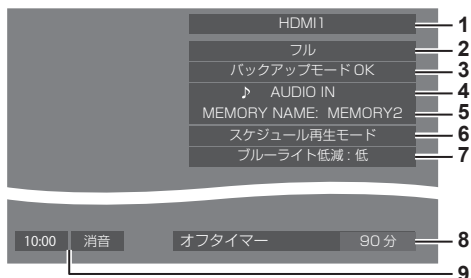 HDMI1 1
フル 2
バックアップモード OK 3
♪ AUDIO IN 4
MEMORY NAME: MEMORY2 5
スケジュール再生モード 6
ブルーライト低減 : 低 7
10:00 消音 オフタイマー 90 分 8
9